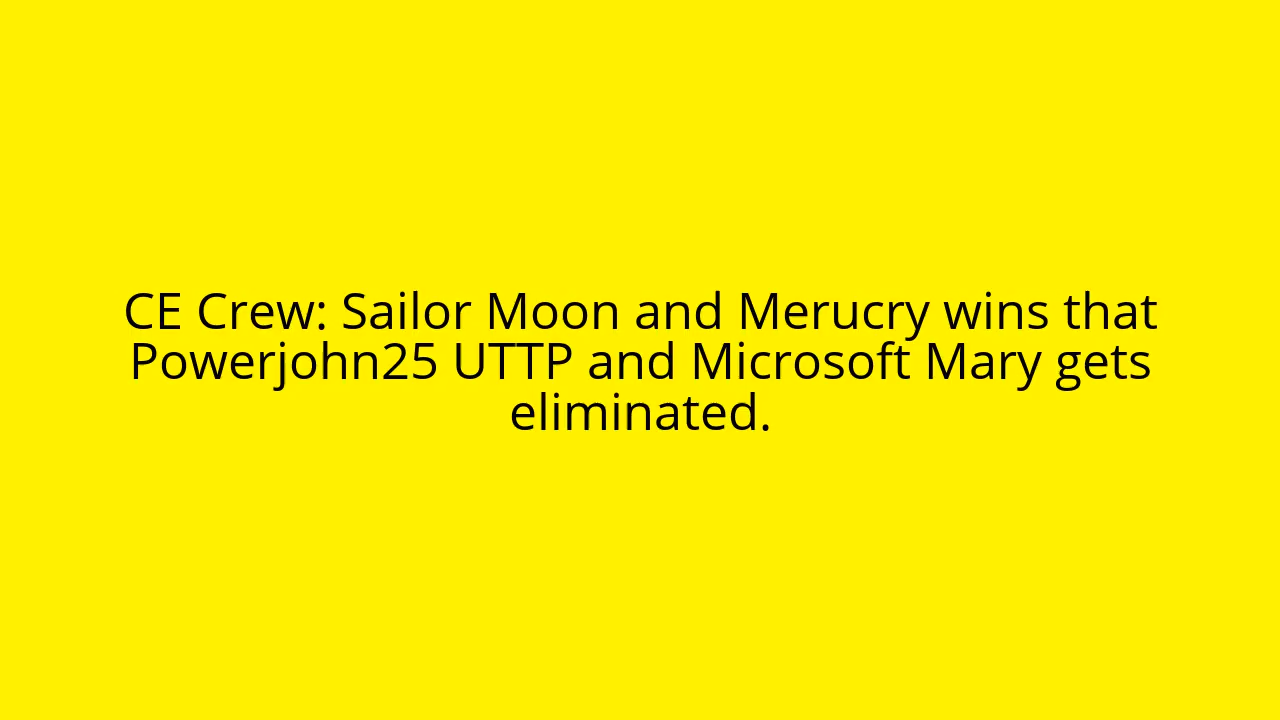 CE Crew: Sailor Moon and Merucry wins that
Powerjohn25 UTTP and Microsoft Mary gets
eliminated.